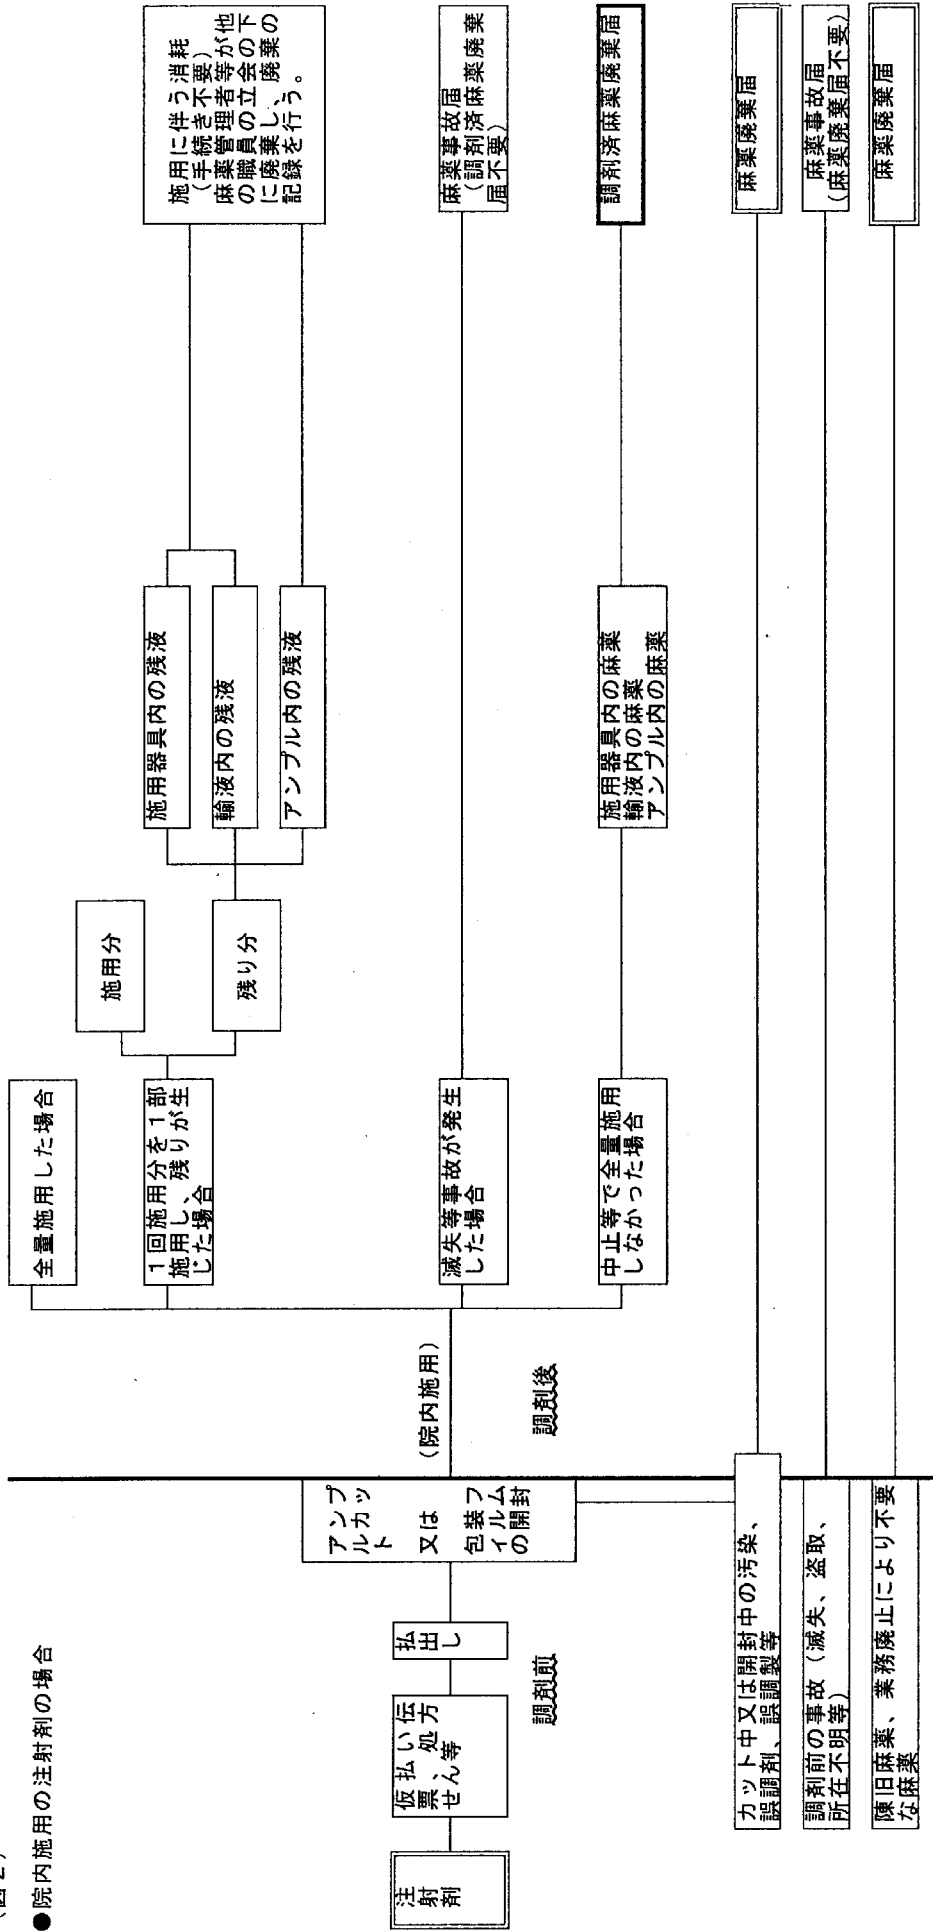 (図2)
●院内施用の注射剤の場合
注射
剤
仮払い伝
票、処方
せん等
払
出
し
アンプ
ルカッ
ト
又は
包装フ
ィルム
の開封
調剤前
調剤後
(院内施用)
全量施用した場合
1回施用分を1部
施用し、残りが生
じた場合
施用分
残り分
施用器具内の残液
輸液内の残液
アンプル内の残液
施用に伴う消耗
(手続き不要)
麻薬管理者等が他
の職員の立会の下
に廃棄し、廃棄の
記録を行う。
滅失等事故が発生
した場合
麻薬事故届
(調剤済麻薬廃棄
届不要)
中止等で全量施用
しなかった場合
施用器具内の麻薬
輸液内の麻薬
アンプル内の麻薬
調剤済麻薬廃棄届
カット中又は開封中の汚染、
誤調剤、誤調製等
麻薬廃棄届
調剤前の事故(滅失、盗取、
所在不明等)
麻薬事故届
(麻薬廃棄届不要)
陳旧麻薬、業務廃止により不要
な麻薬
麻薬廃棄届